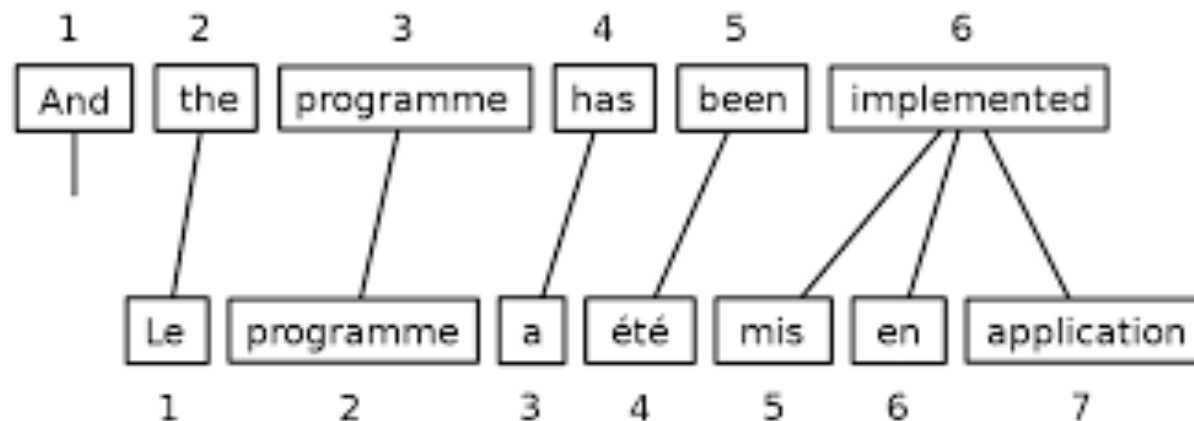 1 2 3 4 5 6
And the programme has been implemented
Le programme a été mis en application
1 2 3 4 5 6 7